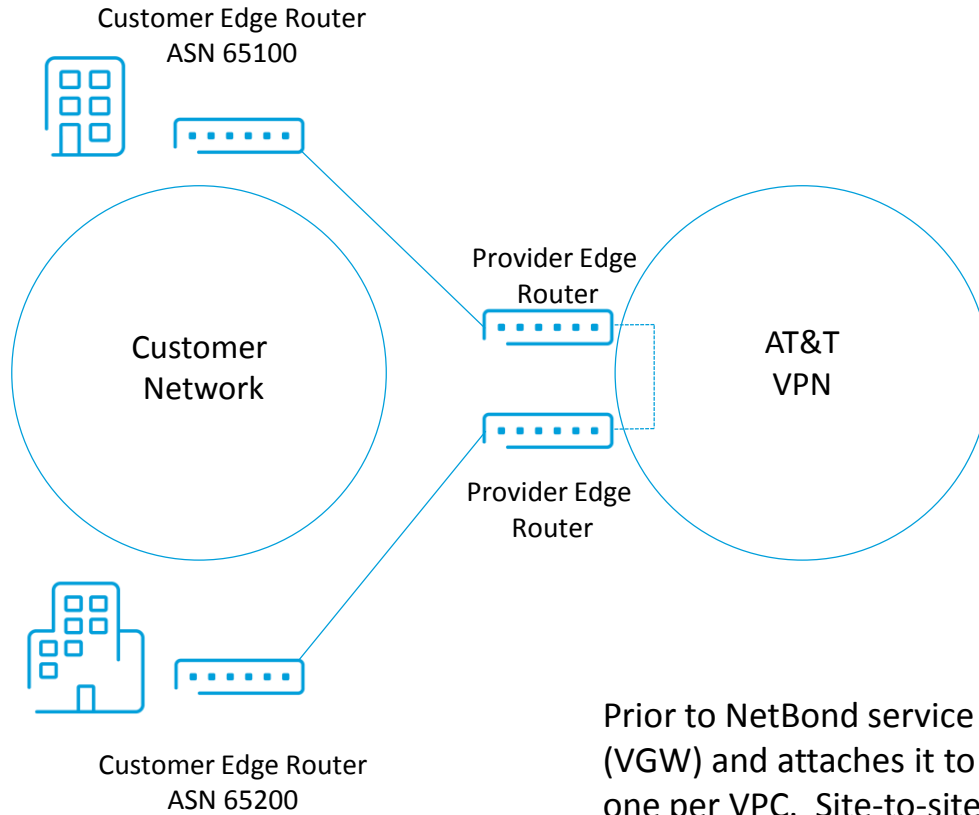 Customer Edge Router
ASN 65100
Provider Edge
Router
Customer
Network
AT&T
VPN
Provider Edge
Router
Customer Edge Router
ASN 65200
Prior to NetBond service
(VGW) and attaches it to
one per VPC. Site-to-site